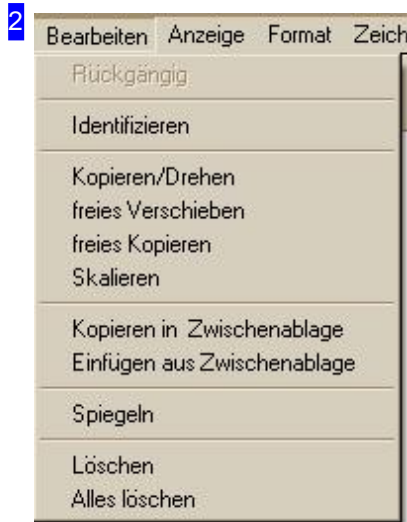 2
Bearbeiten Anzeige Format Zeich
Rückgängig
Identifizieren
Kopieren/Drehen
freies Verschieben
freies Kopieren
Skalieren
Kopieren in Zwischenablage
Einfügen aus Zwischenablage
Spiegeln
Löschen
Alles löschen